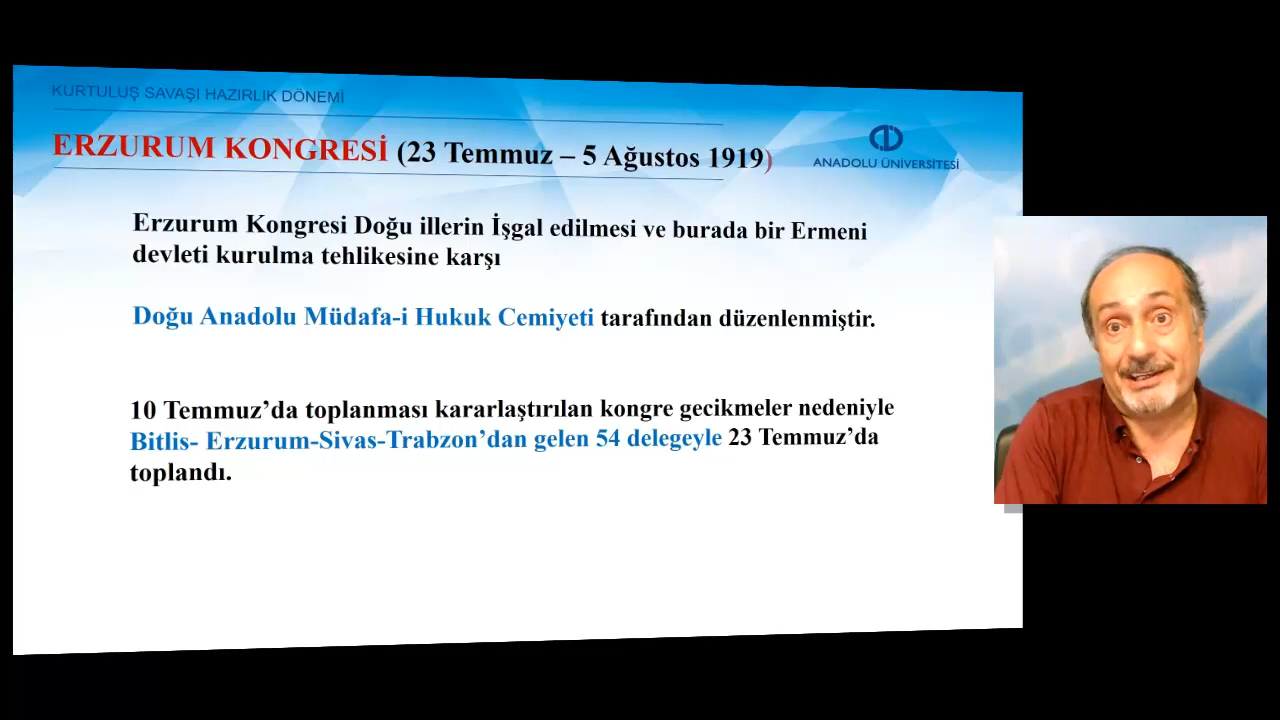 KURTULUŞ SAVAŞI HAZIRLIK DÖNEMİ
ERZURUM KONGRESİ (23 Temmuz – 5 Ağustos 1919)
ANADOLU ÜNİVERSİTESİ
Erzurum Kongresi Doğu illerin İşgal edilmesi ve burada bir Ermeni
devleti kurulma tehlikesine karşı
Doğu Anadolu Müdafa-i Hukuk Cemiyeti tarafından düzenlenmiştir.
10 Temmuz’da toplanması kararlaştırılan kongre gecikmeler nedeniyle
Bitlis- Erzurum-Sivas-Trabzon’dan gelen 54 delegeyle 23 Temmuz’da
toplandı.